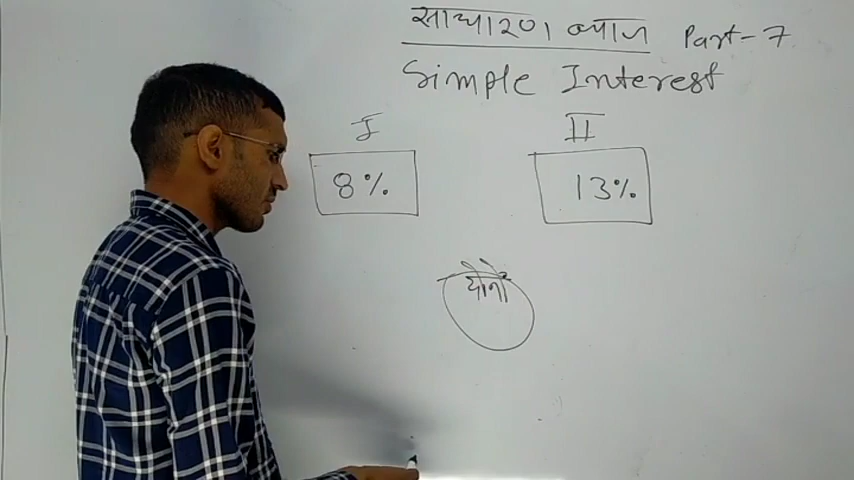 साधारण ब्याज Part-7
Simple Interest
I II
8% 13%
दोनों